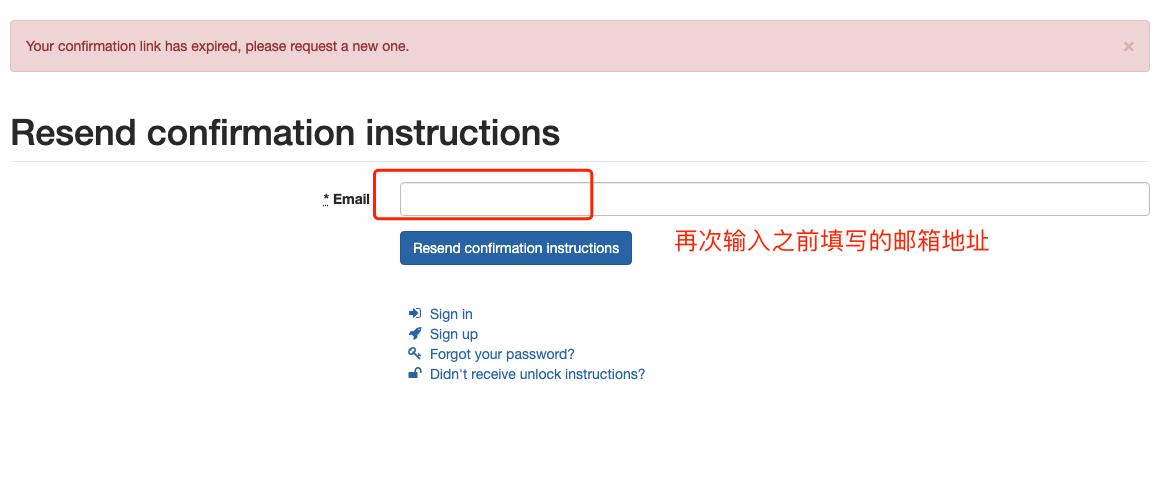 Your confirmation link has expired, please request a new one.
×
Resend confirmation instructions
* Email
Resend confirmation instructions
再次输入之前填写的邮箱地址
Sign in
Sign up
Forgot your password?
Didn't receive unlock instructions?